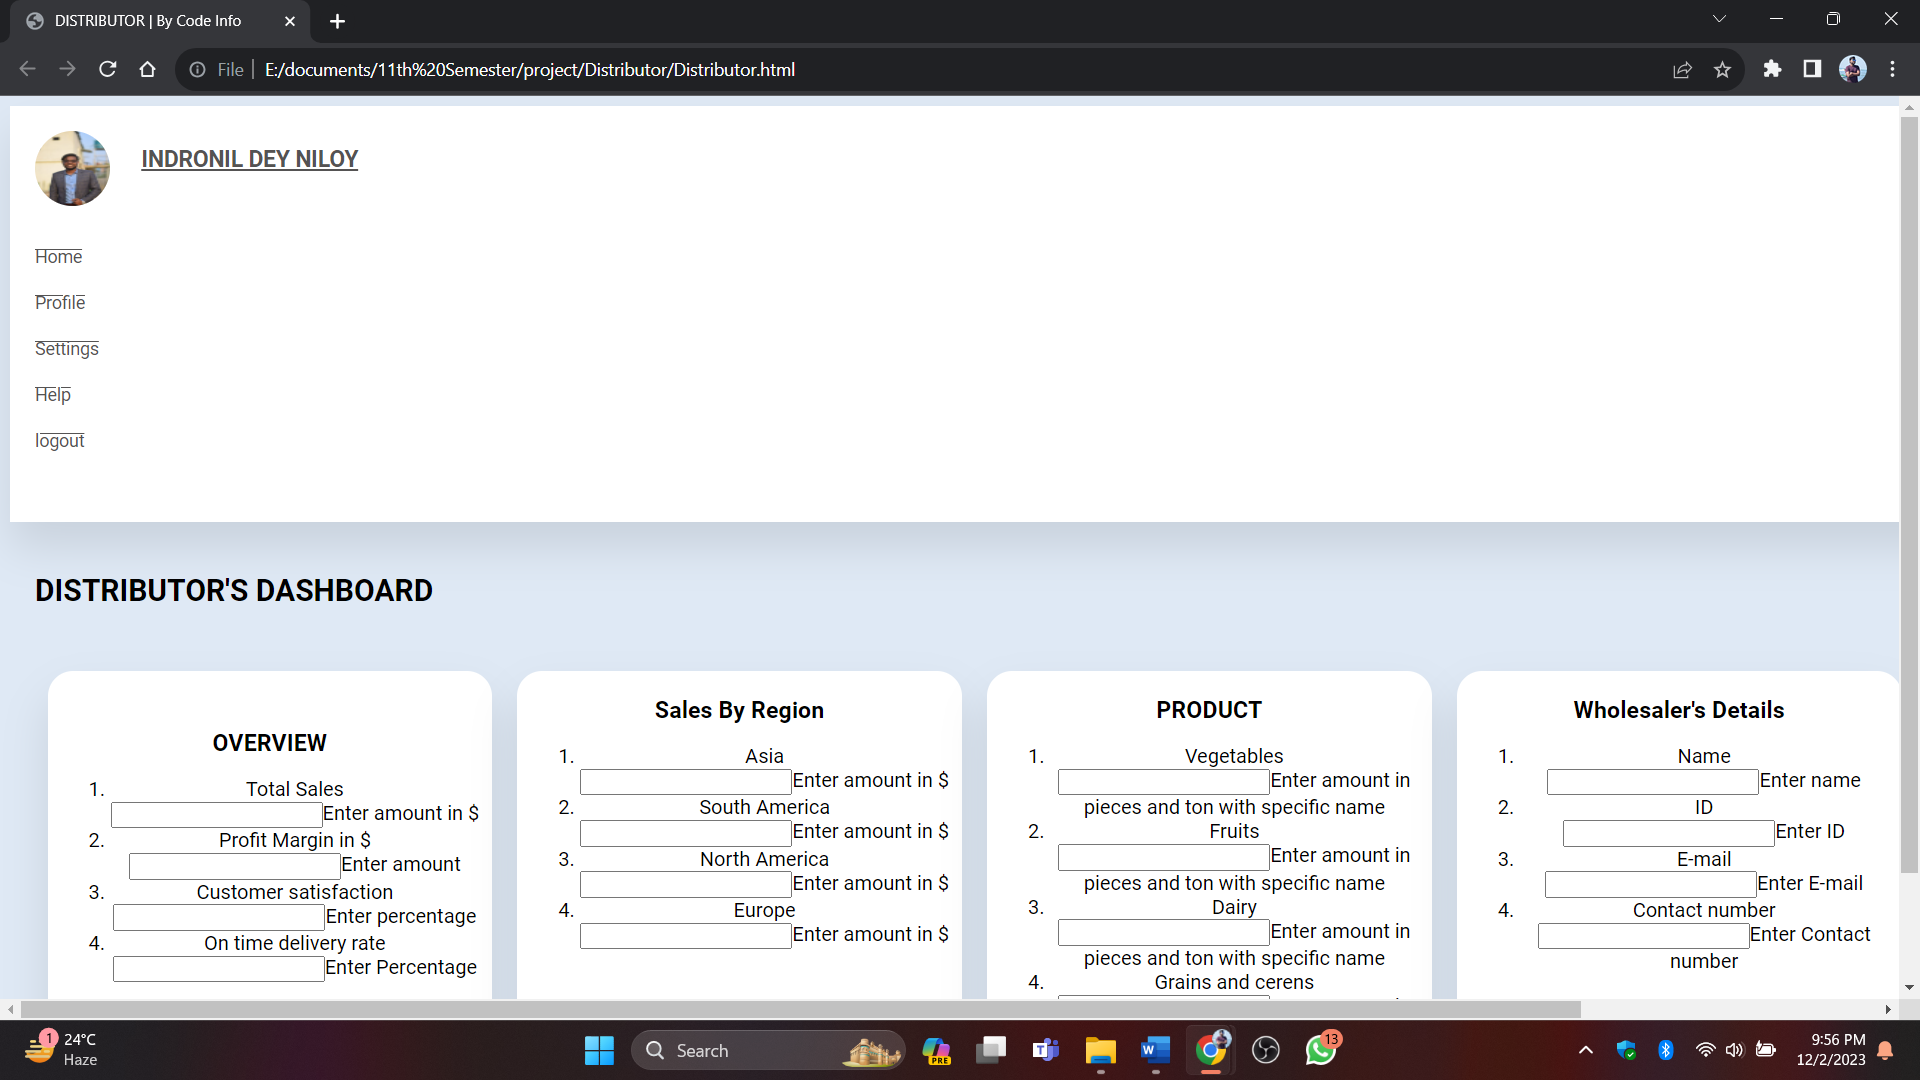 DISTRIBUTOR | By Code Info
File
E:/documents/11th%20Semester/project/Distributor/Distributor.html
INDRONIL DEY NILOY
Home
Profile
Settings
Help
logout
DISTRIBUTOR'S DASHBOARD
OVERVIEW
1. Total Sales
Enter amount in $
2. Profit Margin in $
Enter amount
3. Customer satisfaction
Enter percentage
4. On time delivery rate
Enter Percentage
Sales By Region
1. Asia
Enter amount in $
2. South America
Enter amount in $
3. North America
Enter amount in $
4. Europe
Enter amount in $
PRODUCT
1. Vegetables
Enter amount in
pieces and ton with specific name
2. Fruits
Enter amount in
pieces and ton with specific name
3. Dairy
Enter amount in
pieces and ton with specific name
4. Grains and cerens
Wholesaler's Details
1. Name
Enter name
2. ID
Enter ID
3. E-mail
Enter E-mail
4. Contact number
Enter Contact
number
1
24°C
Haze
Search
PRE
13
9:56 PM
12/2/2023